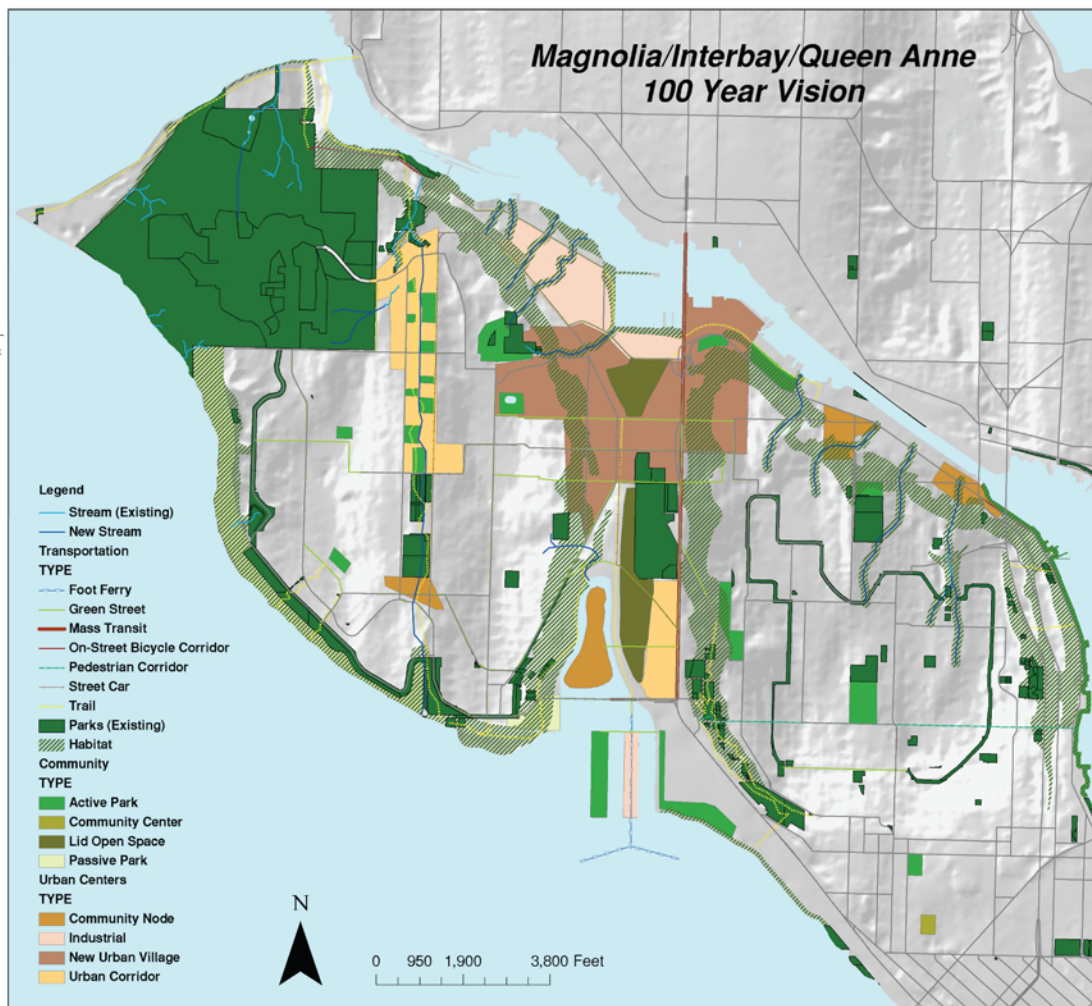 Magnolia/Interbay/Queen Anne
100 Year Vision
Legend
Stream (Existing)
New Stream
Transportation
TYPE
Foot Ferry
Green Street
Mass Transit
On-Street Bicycle Corridor
Pedestrian Corridor
Street Car
Trail
Parks (Existing)
Habitat
Community
TYPE
Active Park
Community Center
Lid Open Space
Passive Park
Urban Centers
TYPE
Community Node
Industrial
New Urban Village
Urban Corridor
N
0 950 1,900 3,800 Feet